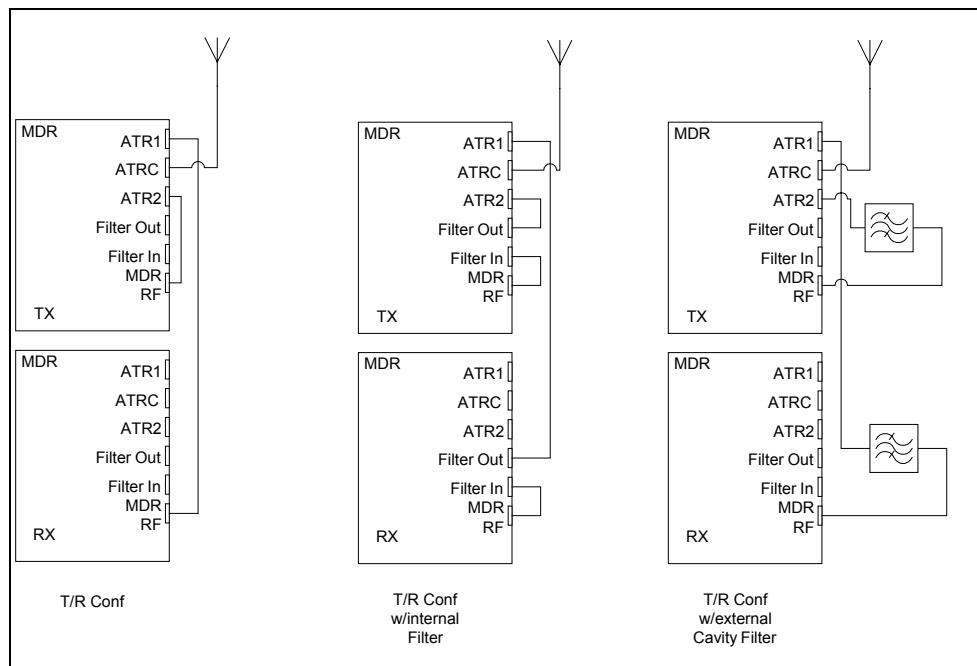 MDR
ATR1
ATRC
ATR2
Filter Out
Filter In
MDR
RF
TX
MDR
ATR1
ATRC
ATR2
Filter Out
Filter In
MDR
RF
RX
T/R Conf
MDR
ATR1
ATRC
ATR2
Filter Out
Filter In
MDR
RF
TX
MDR
ATR1
ATRC
ATR2
Filter Out
Filter In
MDR
RF
RX
T/R Conf
w/internal
Filter
MDR
ATR1
ATRC
ATR2
Filter Out
Filter In
MDR
RF
TX
MDR
ATR1
ATRC
ATR2
Filter Out
Filter In
MDR
RF
RX
T/R Conf
w/external
Cavity Filter